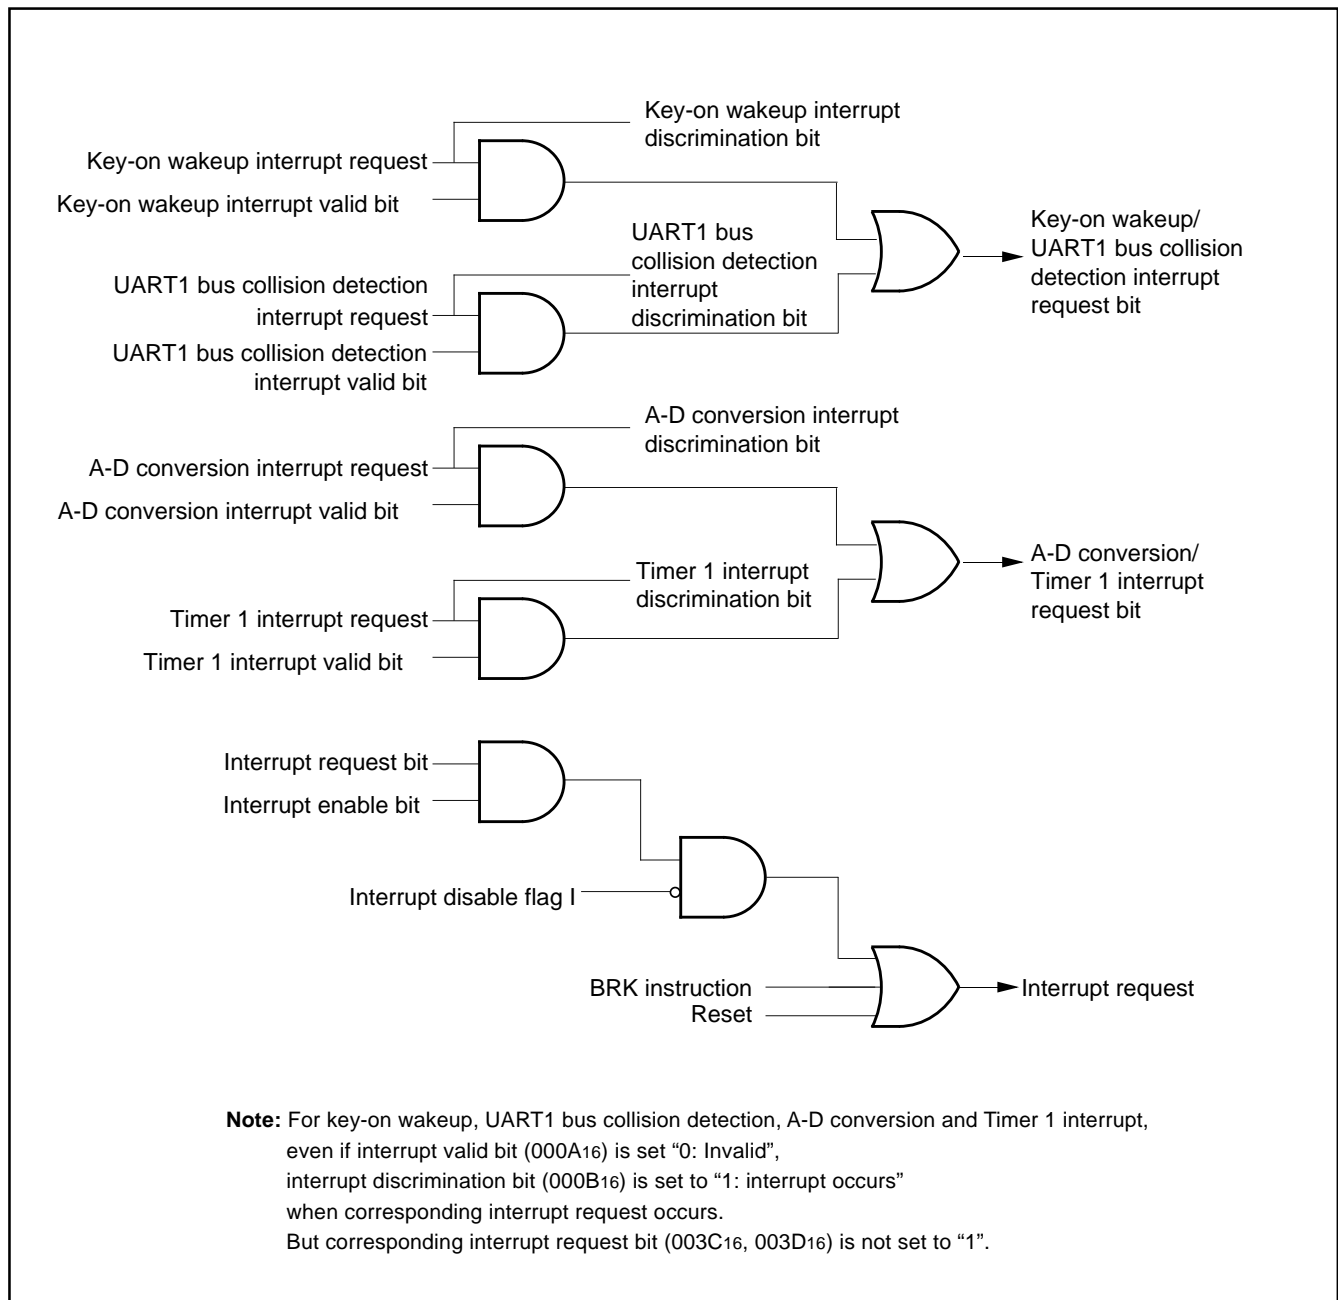 Key-on wakeup interrupt
discrimination bit
Key-on wakeup interrupt request
Key-on wakeup interrupt valid bit
UART1 bus
collision detection
interrupt
discrimination bit
Key-on wakeup/
UART1 bus collision
detection interrupt
request bit
UART1 bus collision detection
interrupt request
UART1 bus collision detection
interrupt valid bit
A-D conversion interrupt
discrimination bit
A-D conversion interrupt request
A-D conversion interrupt valid bit
A-D conversion/
Timer 1 interrupt
request bit
Timer 1 interrupt
discrimination bit
Timer 1 interrupt request
Timer 1 interrupt valid bit
Interrupt request bit
Interrupt enable bit
Interrupt disable flag I
BRK instruction
Reset
Interrupt request
Note: For key-on wakeup, UART1 bus collision detection, A-D conversion and Timer 1 interrupt,
even if interrupt valid bit (000A16) is set “0: Invalid”,
interrupt discrimination bit (000B16) is set to “1: interrupt occurs”
when corresponding interrupt request occurs.
But corresponding interrupt request bit (003C16, 003D16) is not set to “1”.